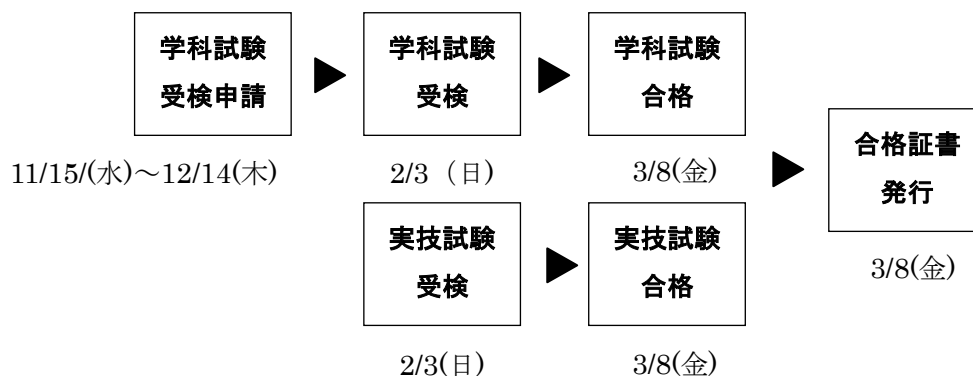 学科試験
受検申請
学科試験
受検
学科試験
合格
11/15/(水)～12/14(木)
2/3（日）
3/8(金)
合格証書
発行
3/8(金)
実技試験
受検
実技試験
合格
2/3(日)
3/8(金)